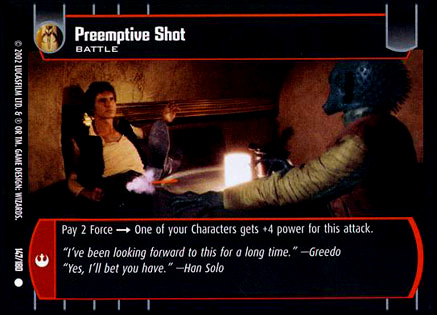 Preemptive Shot
BATTLE
© 2002 LUCASFILM LTD. & ® OR TM. GAME DESIGN: WIZARDS.
Pay 2 Force → One of your Characters gets +4 power for this attack.
“I’ve been looking forward to this for a long time.” —Greedo
“Yes, I’ll bet you have.” —Han Solo
147/180